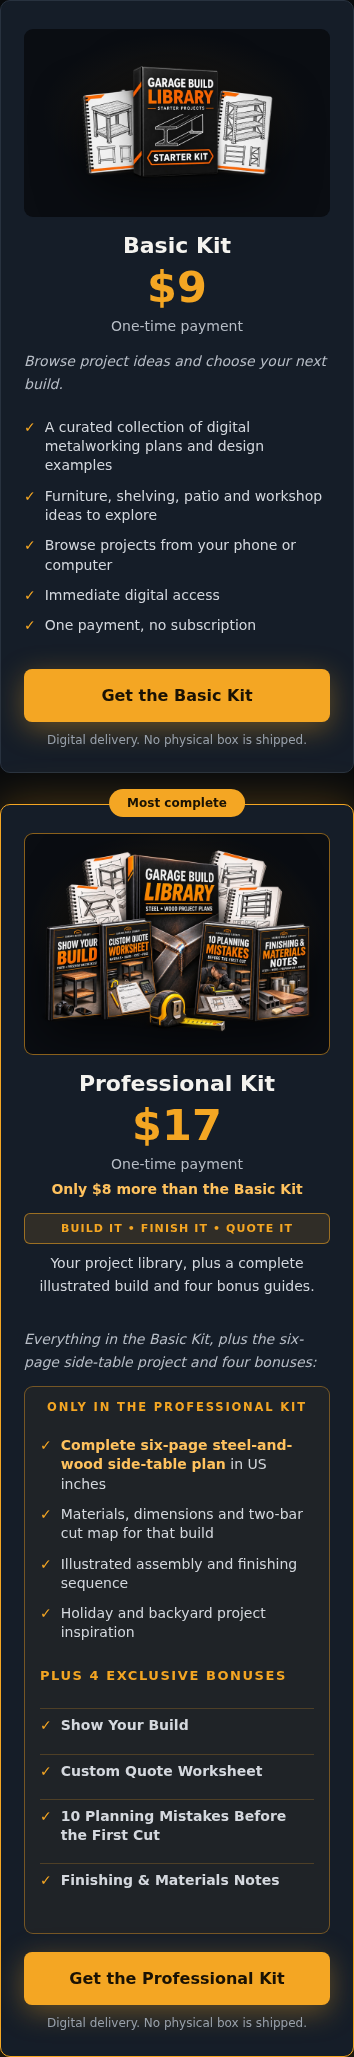 GARAGE BUILD
LIBRARY
STARTER PROJECTS
STARTER KIT
Basic Kit
$9
One-time payment
Browse project ideas and choose your next
build.
✓ A curated collection of digital
metalworking plans and design
examples
✓ Furniture, shelving, patio and workshop
ideas to explore
✓ Browse projects from your phone or
computer
✓ Immediate digital access
✓ One payment, no subscription
Get the Basic Kit
Digital delivery. No physical box is shipped.
Most complete
GARAGE BUILD
LIBRARY
STEEL + WOOD PROJECT PLANS
SHOW YOUR
BUILD
CUSTOM QUOTE
WORKSHEET
10 PLANNING
MISTAKES
BEFORE THE FIRST CUT
FINISHING &
MATERIALS
NOTES
Professional Kit
$17
One-time payment
Only $8 more than the Basic Kit
BUILD IT • FINISH IT • QUOTE IT
Your project library, plus a complete
illustrated build and four bonus guides.
Everything in the Basic Kit, plus the six-
page side-table project and four bonuses:
ONLY IN THE PROFESSIONAL KIT
✓ Complete six-page steel-and-
wood side-table plan in US
inches
✓ Materials, dimensions and two-bar
cut map for that build
✓ Illustrated assembly and finishing
sequence
✓ Holiday and backyard project
inspiration
PLUS 4 EXCLUSIVE BONUSES
✓ Show Your Build
✓ Custom Quote Worksheet
✓ 10 Planning Mistakes Before
the First Cut
✓ Finishing & Materials Notes
Get the Professional Kit
Digital delivery. No physical box is shipped.